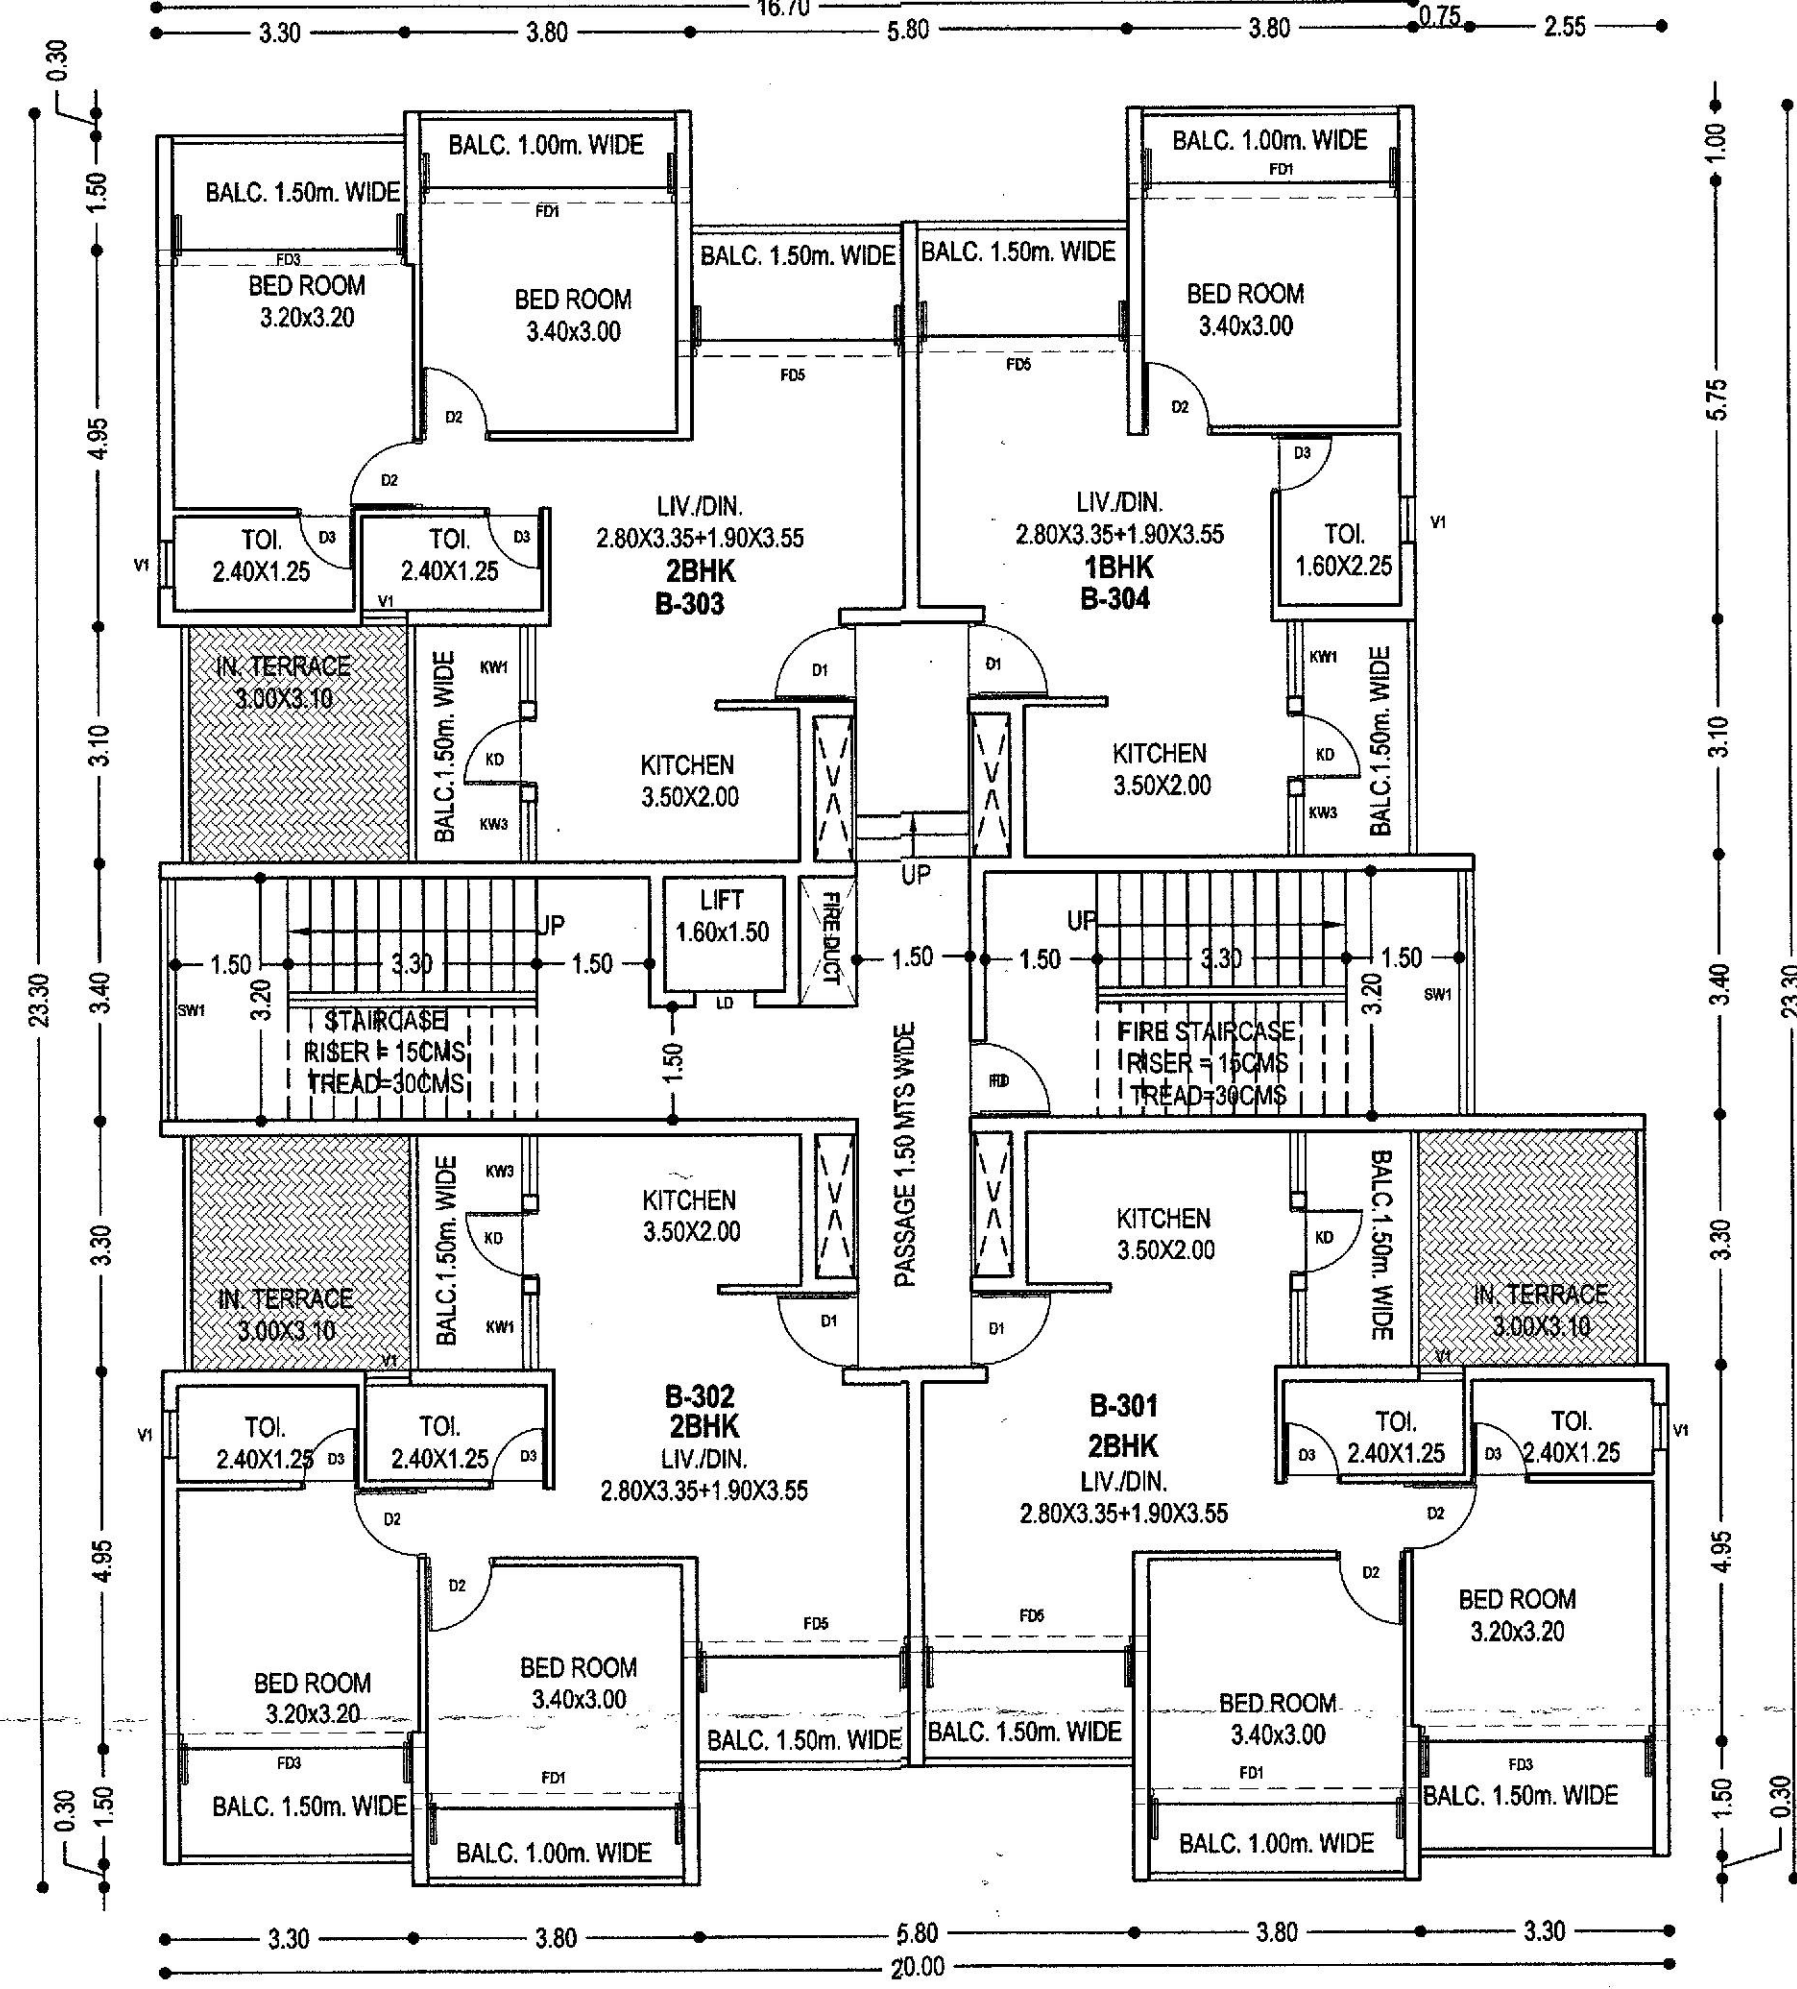 16.70
3.30 3.80 5.80 3.80 0.75 2.55
0.30
BALC. 1.00m. WIDE
BALC. 1.00m. WIDE
1.00
FD1
1.50
BALC. 1.50m. WIDE
FD1
BALC. 1.50m. WIDE
BALC. 1.50m. WIDE
FD3
BED ROOM
3.20x3.20
BED ROOM
3.40x3.00
BED ROOM
3.40x3.00
FD5
FD5
4.95
D2
D2
5.75
D2
D3
LIV./DIN.
2.80X3.35+1.90X3.55
2BHK
B-303
LIV./DIN.
2.80X3.35+1.90X3.55
1BHK
B-304
TOI.
2.40X1.25
D3
TOI.
2.40X1.25
D3
TOI.
1.60X2.25
V1
V1
V1
IN. TERRACE
3.00X3.10
BALC.1.50m. WIDE
KW1
KD
KW3
D1
D1
KW1
KD
KW3
BALC.1.50m. WIDE
3.10
KITCHEN
3.50X2.00
KITCHEN
3.50X2.00
3.10
UP
UP
LIFT
1.60x1.50
FIRE DUCT
UP
1.50 3.30 1.50
1.50
1.50 3.30 1.50
23.30
3.40
SW1
3.20
LD
3.20
SW1
3.40
23.30
STAIRCASE
RISER = 15CMS
TREAD=30CMS
1.50
PASSAGE 1.50 MTS WIDE
FIRE STAIRCASE
RISER = 15CMS
TREAD=30CMS
3.30
BALC.1.50m. WIDE
KW3
KD
KW1
KITCHEN
3.50X2.00
KITCHEN
3.50X2.00
KD
BALC.1.50m. WIDE
3.30
IN. TERRACE
3.00X3.10
D1
D1
IN. TERRACE
3.00X3.10
V1
V1
V1
TOI.
2.40X1.25
D3
TOI.
2.40X1.25
D3
B-302
2BHK
LIV./DIN.
2.80X3.35+1.90X3.55
B-301
2BHK
LIV./DIN.
2.80X3.35+1.90X3.55
D3
TOI.
2.40X1.25
D3
TOI.
2.40X1.25
V1
4.95
D2
D2
D2
D2
4.95
BED ROOM
3.20x3.20
BED ROOM
3.40x3.00
FD5
BED ROOM
3.40x3.00
BED ROOM
3.20x3.20
BALC. 1.50m. WIDE
BALC. 1.50m. WIDE
FD3
FD1
FD1
FD3
0.30
1.50
BALC. 1.50m. WIDE
BALC. 1.00m. WIDE
BALC. 1.00m. WIDE
BALC. 1.50m. WIDE
1.50
0.30
3.30 3.80 5.80 3.80 3.30
20.00